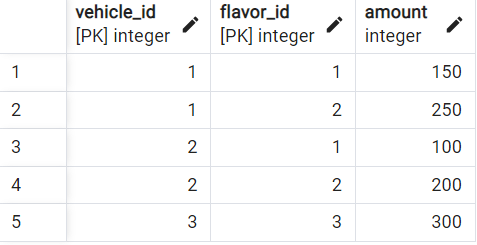 vehicle_id flavor_id amount
[PK] integer [PK] integer integer
1 1 1 150
2 1 2 250
3 2 1 100
4 2 2 200
5 3 3 300